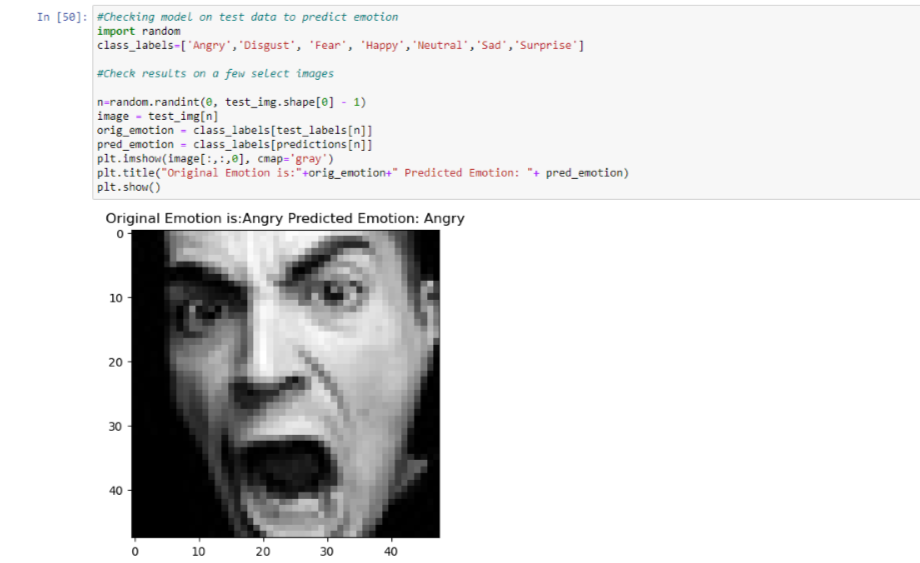 In [50]: #Checking model on test data to predict emotion
import random
class_labels=['Angry','Disgust', 'Fear', 'Happy','Neutral','Sad','Surprise']
#Check results on a few select images
n=random.randint(0, test_img.shape[0] - 1)
image = test_img[n]
orig_emotion = class_labels[test_labels[n]]
pred_emotion = class_labels[predictions[n]]
plt.imshow(image[:,:,0], cmap='gray')
plt.title("Original Emotion is:"+orig_emotion+" Predicted Emotion: "+ pred_emotion)
plt.show()
Original Emotion is:Angry Predicted Emotion: Angry
0
10
20
30
40
0 10 20 30 40